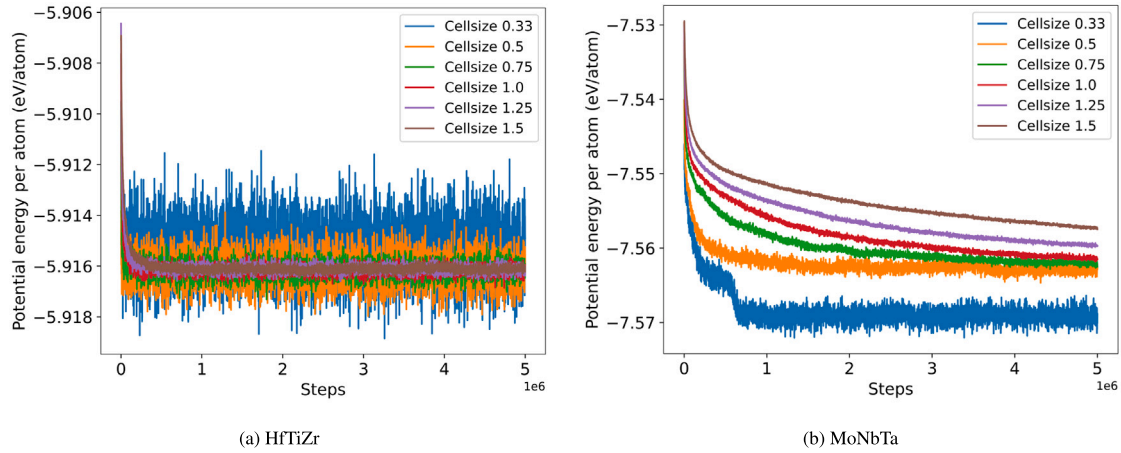 −5.906
−5.908
−5.910
−5.912
−5.914
−5.916
−5.918
Potential energy per atom (eV/atom)
Cellsize 0.33
Cellsize 0.5
Cellsize 0.75
Cellsize 1.0
Cellsize 1.25
Cellsize 1.5
0 1 2 3 4 5
1e6
Steps
(a) HfTiZr
−7.53
−7.54
−7.55
−7.56
−7.57
Potential energy per atom (eV/atom)
Cellsize 0.33
Cellsize 0.5
Cellsize 0.75
Cellsize 1.0
Cellsize 1.25
Cellsize 1.5
0 1 2 3 4 5
1e6
Steps
(b) MoNbTa